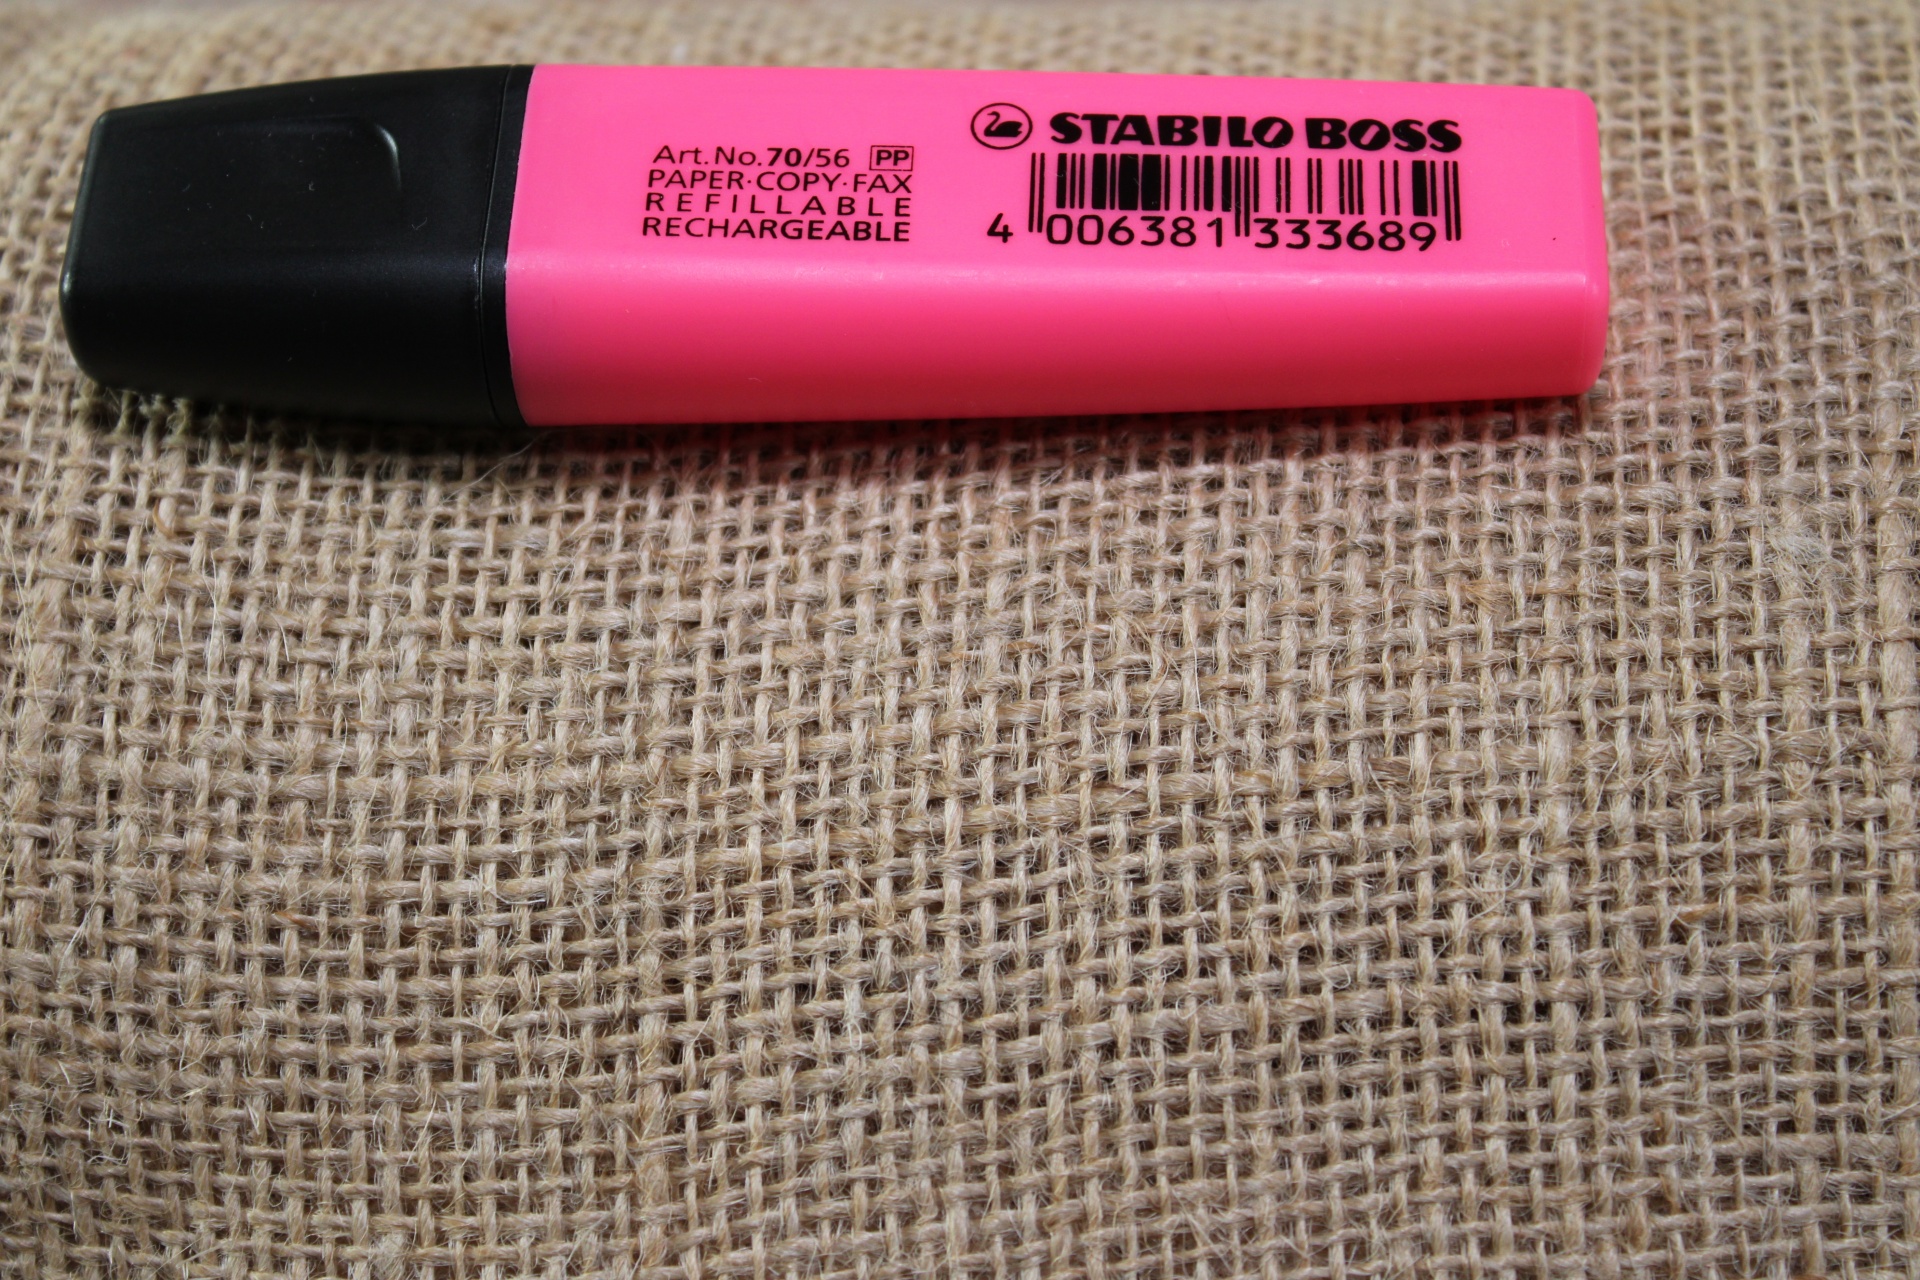 Art.No.70/56 PP
PAPER·COPY·FAX
REFILLABLE
RECHARGEABLE
STABILO BOSS
4 006381 333689